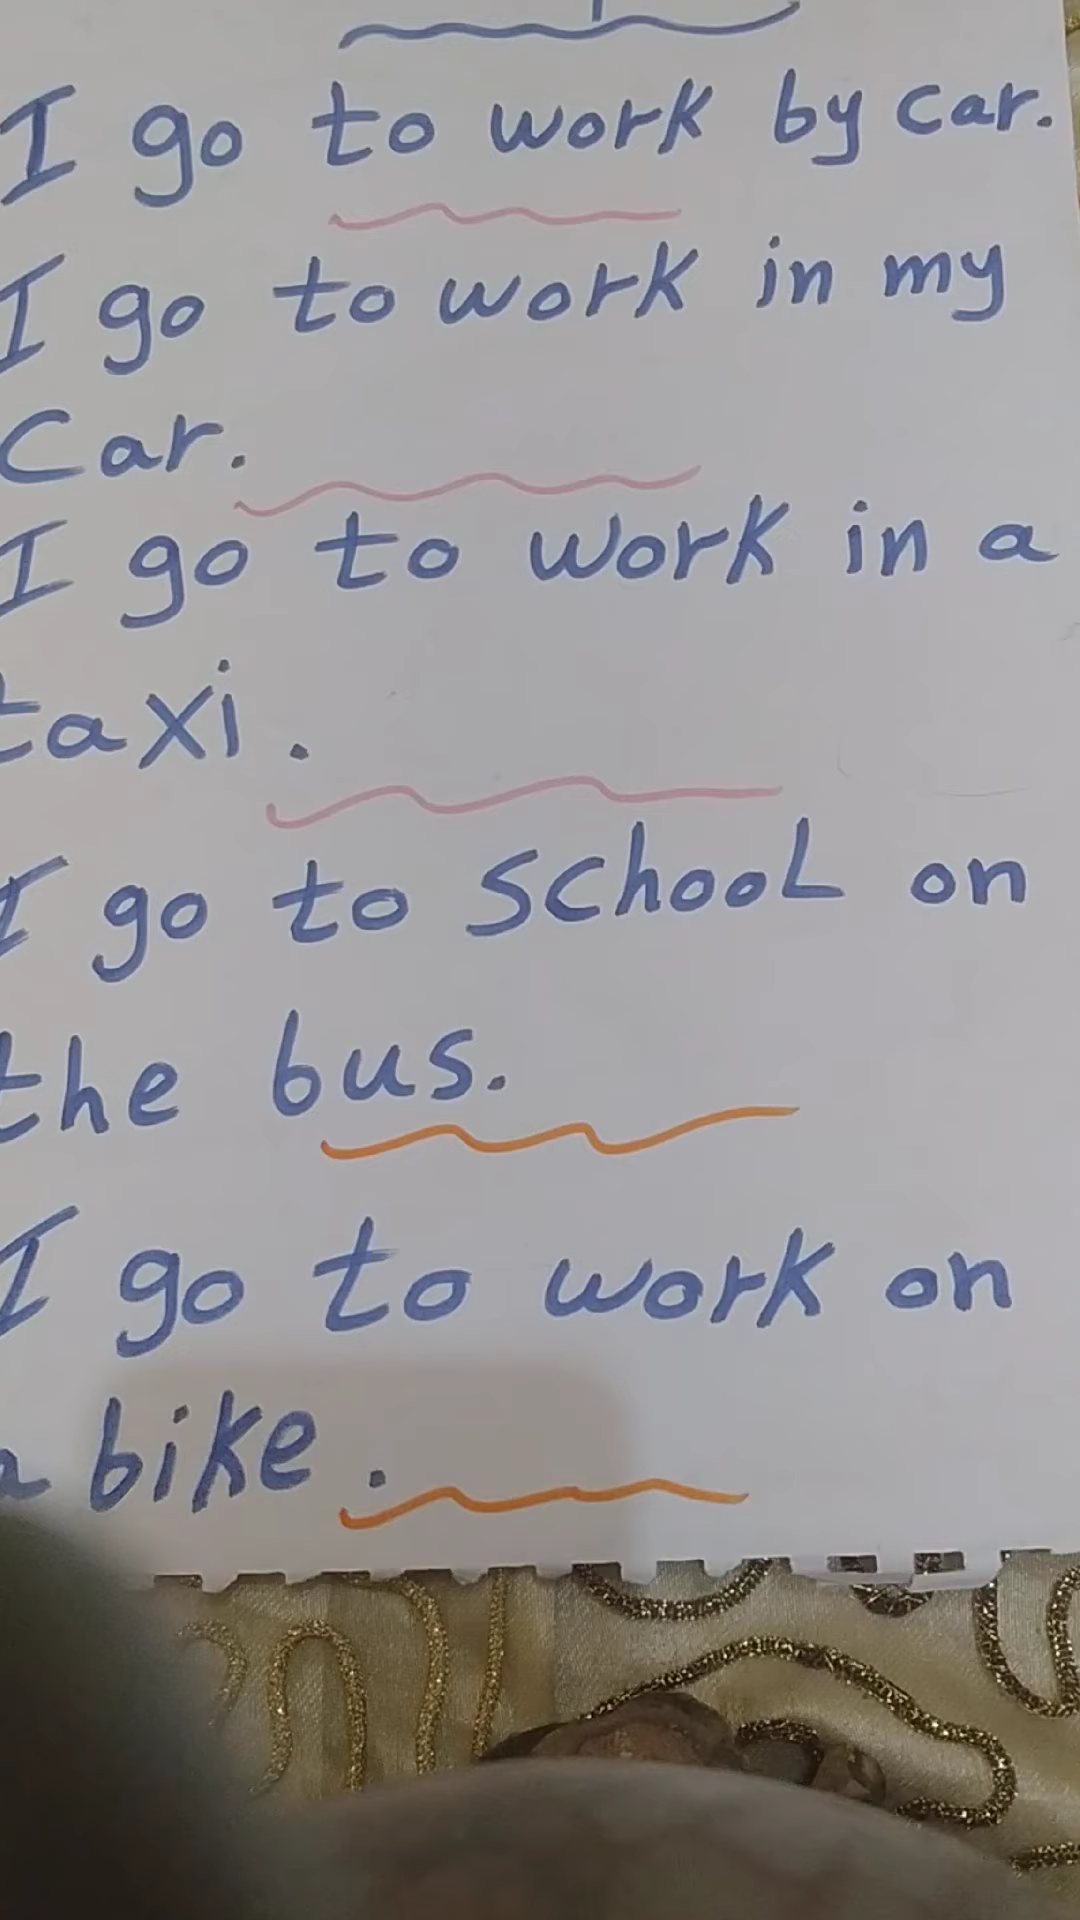 I go to work by car.
I go to work in my
Car.
I go to work in a
taxi.
I go to SchooL on
the bus.
I go to work on
a bike.